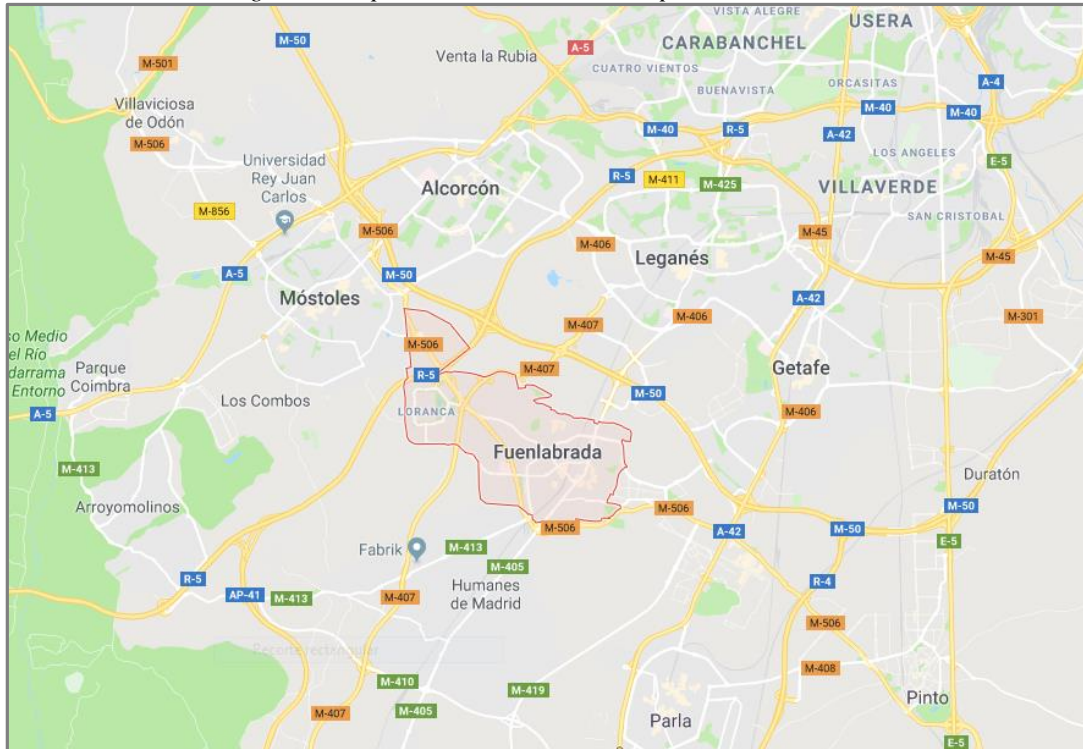 VISTA ALEGRE
USERA
M-50
A-5
CARABANCHEL
Venta la Rubia
M-501
CUATRO VIENTOS
ORCASITAS
A-4
BUENAVISTA
Villaviciosa
de Odón
M-40
M-40
R-5
A-42
M-40
M-506
LOS ANGELES
E-5
Universidad
Rey Juan
Carlos
R-5
M-411
M-425
Alcorcón
VILLAVERDE
M-856
SAN CRISTOBAL
M-506
M-45
M-406
Leganés
M-45
A-5
M-50
Móstoles
A-42
M-407
M-406
M-301
M-506
Parque
Coimbra
R-5
M-407
Getafe
Los Combos
M-50
LORANCA
M-406
A-5
Fuenlabrada
M-413
Duratón
Arroyomolinos
M-506
M-50
M-506
A-42
M-50
Fabrik
M-413
E-5
M-405
R-5
Humanes
de Madrid
R-4
AP-41
M-413
M-407
M-506
Recorte rectangular
M-408
M-410
M-419
M-407
M-405
Pinto
Parla
E-5